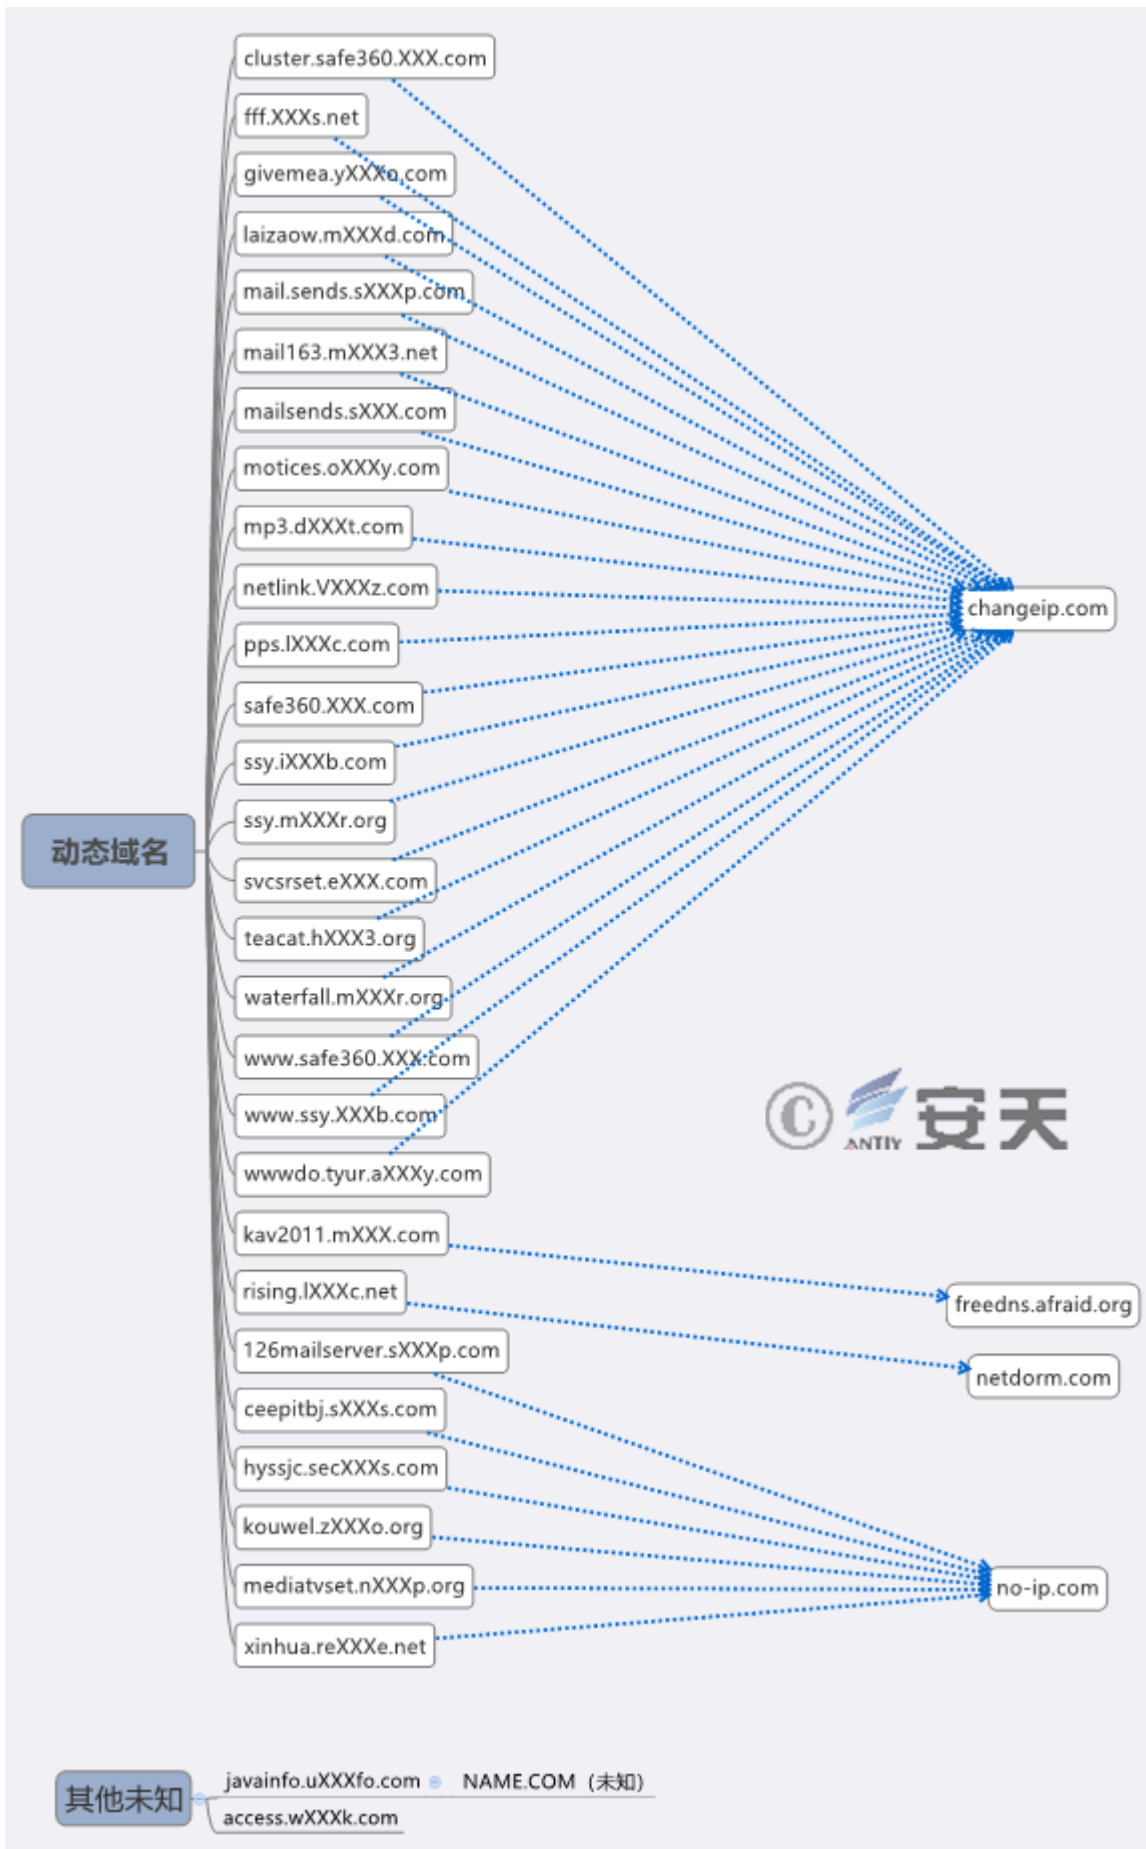 cluster.safe360.XXX.com
fff.XXXs.net
givemea.yXXXo.com
laizaow.mXXXd.com
mail.sends.sXXXp.com
mail163.mXXX3.net
mailsends.sXXX.com
motices.oXXXy.com
mp3.dXXXt.com
netlink.VXXXz.com
changeip.com
pps.lXXXc.com
safe360.XXX.com
ssy.iXXXb.com
ssy.mXXXr.org
动态域名
svcsrset.eXXX.com
teacat.hXXX3.org
waterfall.mXXXr.org
www.safe360.XXX.com
www.ssy.XXXb.com
© ANTIY 安天
wwwdo.tyur.aXXXy.com
kav2011.mXXX.com
rising.lXXXc.net
freedns.afraid.org
126mailserver.sXXXp.com
netdorm.com
ceepitbj.sXXXs.com
hyssjc.secXXXs.com
kouwel.zXXXo.org
mediatvset.nXXXp.org
no-ip.com
xinhua.reXXXe.net
其他未知
javainfo.uXXXfo.com NAME.COM（未知）
access.wXXXk.com